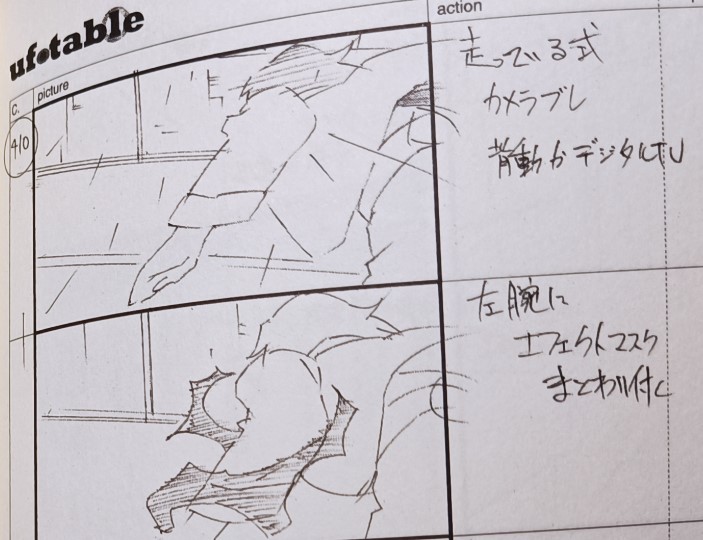 ufotable
action
C.
picture
410
走っている式
カメラブレ
背動かデジタルT.U
左腕に
エフェクトマスク
まとわり付く